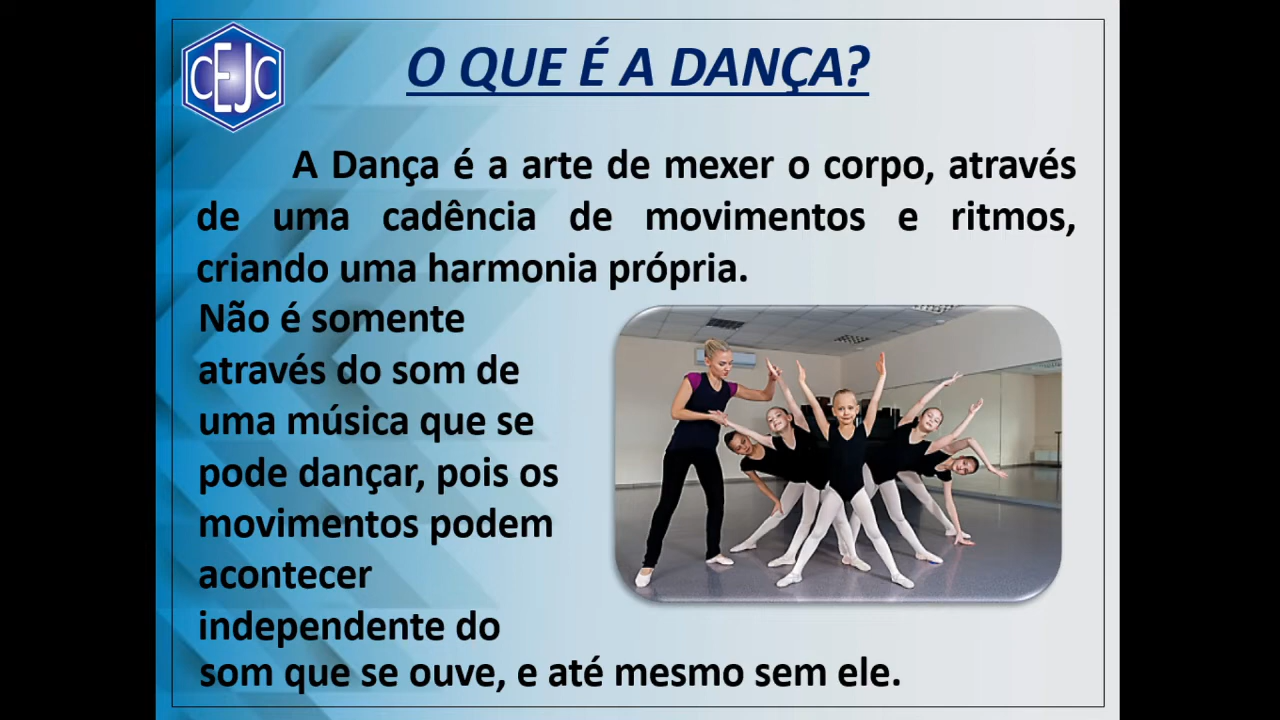 CEJC
O QUE É A DANÇA?
A Dança é a arte de mexer o corpo, através
de uma cadência de movimentos e ritmos,
criando uma harmonia própria.
Não é somente
através do som de
uma música que se
pode dançar, pois os
movimentos podem
acontecer
independente do
som que se ouve, e até mesmo sem ele.